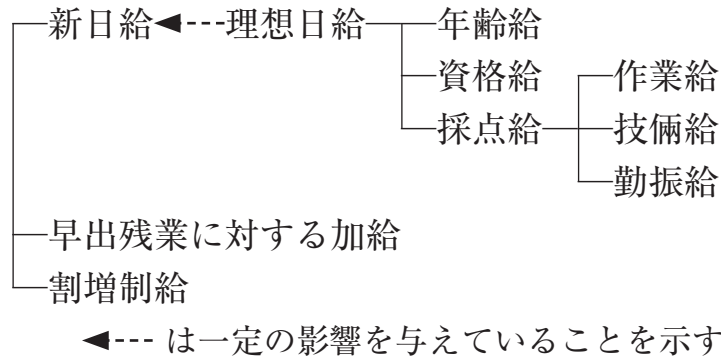 新日給 理想日給 年齢給
資格給 作業給
採点給 技倆給
勤振給
早出残業に対する加給
割増制給
は一定の影響を与えていることを示す